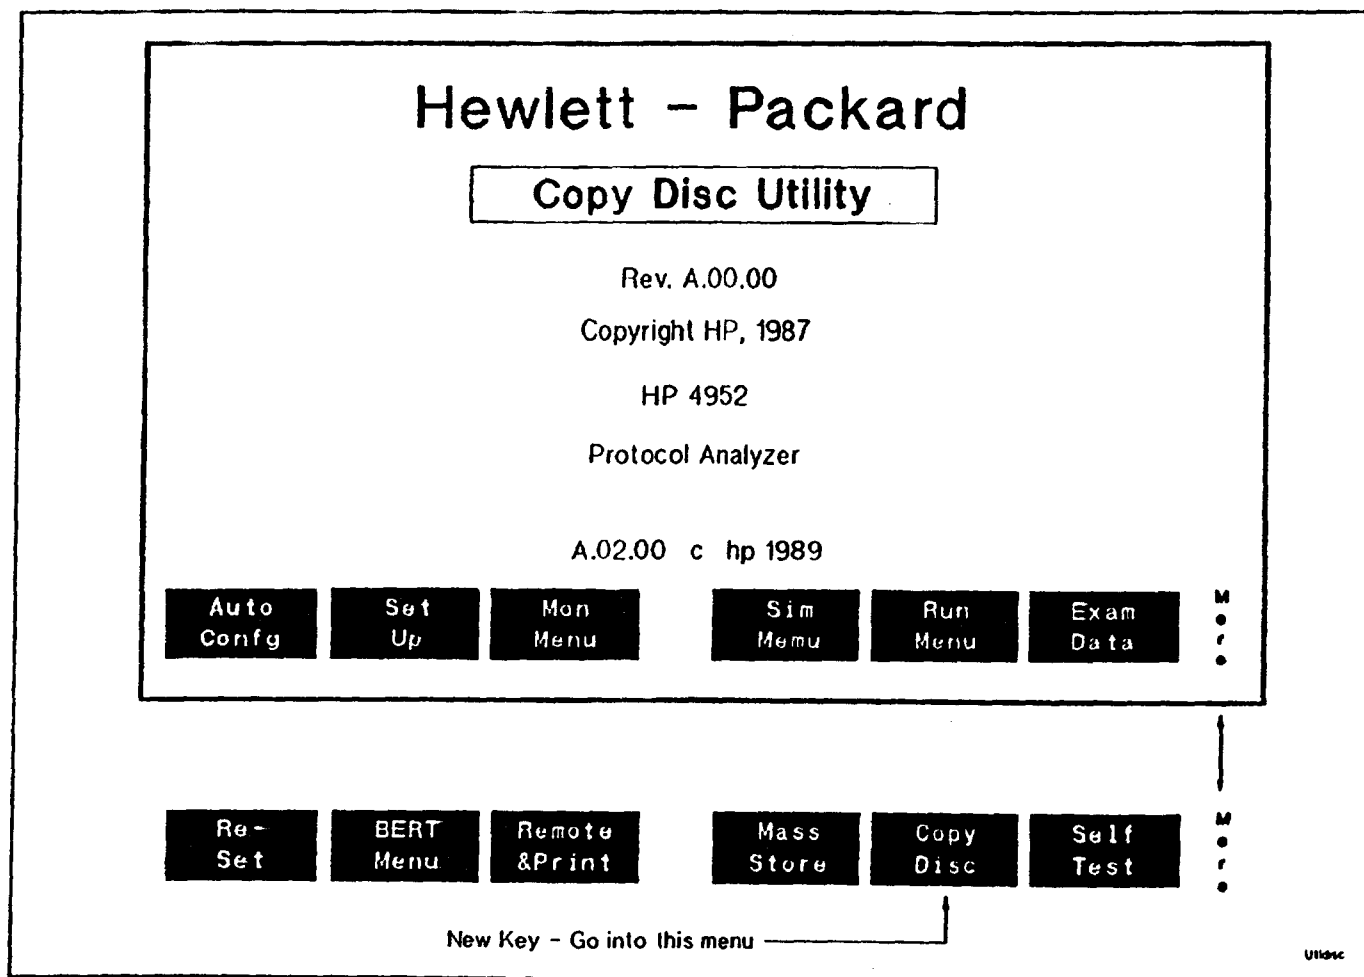 Hewlett - Packard
Copy Disc Utility
Rev. A.00.00
Copyright HP, 1987
HP 4952
Protocol Analyzer
A.02.00 c hp 1989
Auto Confg
Set Up
Mon Menu
Sim Memu
Run Menu
Exam Data
More
Re-Set
BERT Menu
Remote &Print
Mass Store
Copy Disc
Self Test
More
New Key - Go into this menu